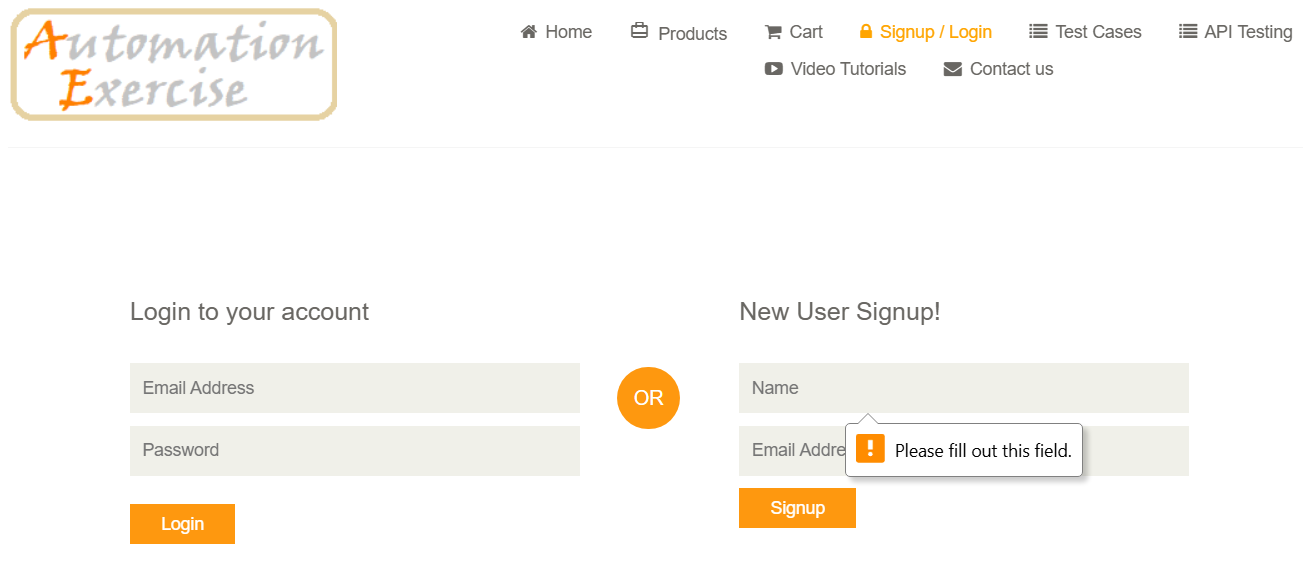 Automation
Exercise
Home Products Cart Signup / Login Test Cases API Testing
Video Tutorials Contact us
Login to your account
Email Address
Password
Login
OR
New User Signup!
Name
Email Addre
Please fill out this field.
Signup